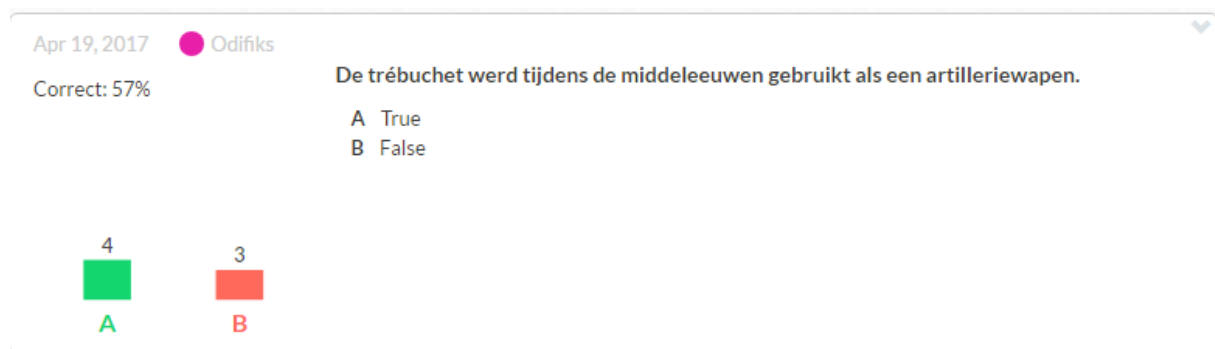 Apr 19, 2017 Odifiks
Correct: 57%
De trébuchet werd tijdens de middeleeuwen gebruikt als een artilleriewapen.
A True
B False
4 3
A B